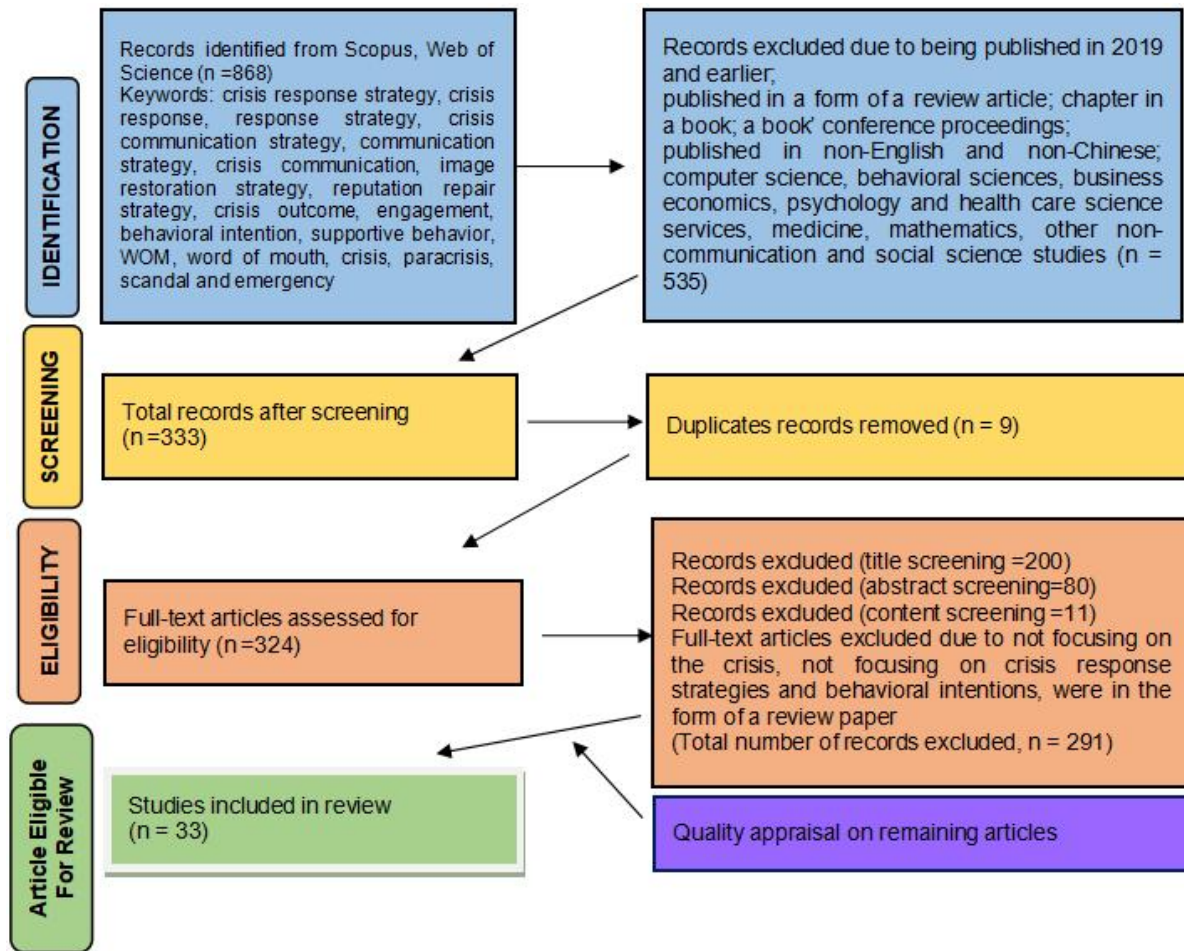 IDENTIFICATION
Records identified from Scopus, Web of
Science (n =868)
Keywords: crisis response strategy, crisis
response, response strategy, crisis
communication strategy, communication
strategy, crisis communication, image
restoration strategy, reputation repair
strategy, crisis outcome, engagement,
behavioral intention, supportive behavior,
WOM, word of mouth, crisis, paracrisis,
scandal and emergency
Records excluded due to being published in 2019
and earlier;
published in a form of a review article; chapter in
a book; a book' conference proceedings;
published in non-English and non-Chinese;
computer science, behavioral sciences, business
economics, psychology and health care science
services, medicine, mathematics, other non-
communication and social science studies (n =
535)
SCREENING
Total records after screening
(n =333)
Duplicates records removed (n = 9)
ELIGIBILITY
Full-text articles assessed for
eligibility (n =324)
Records excluded (title screening =200)
Records excluded (abstract screening=80)
Records excluded (content screening =11)
Full-text articles excluded due to not focusing on
the crisis, not focusing on crisis response
strategies and behavioral intentions, were in the
form of a review paper
(Total number of records excluded, n = 291)
Article Eligible
For Review
Studies included in review
(n = 33)
Quality appraisal on remaining articles